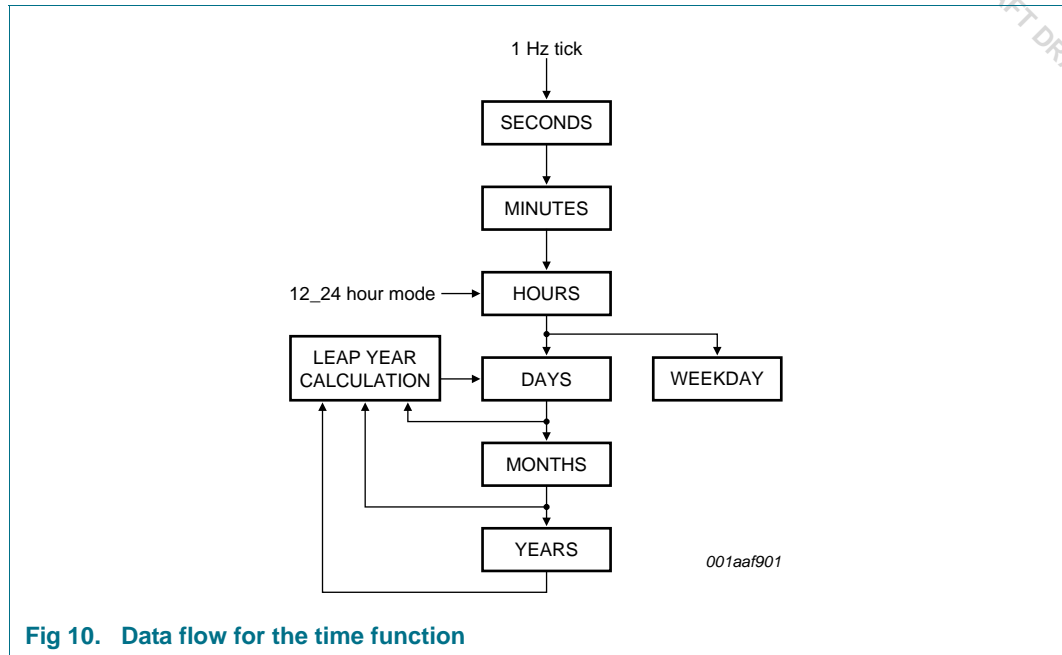 1 Hz tick
SECONDS
MINUTES
12_24 hour mode
HOURS
LEAP YEAR
CALCULATION
DAYS
WEEKDAY
MONTHS
YEARS
001aaf901
Fig 10. Data flow for the time function